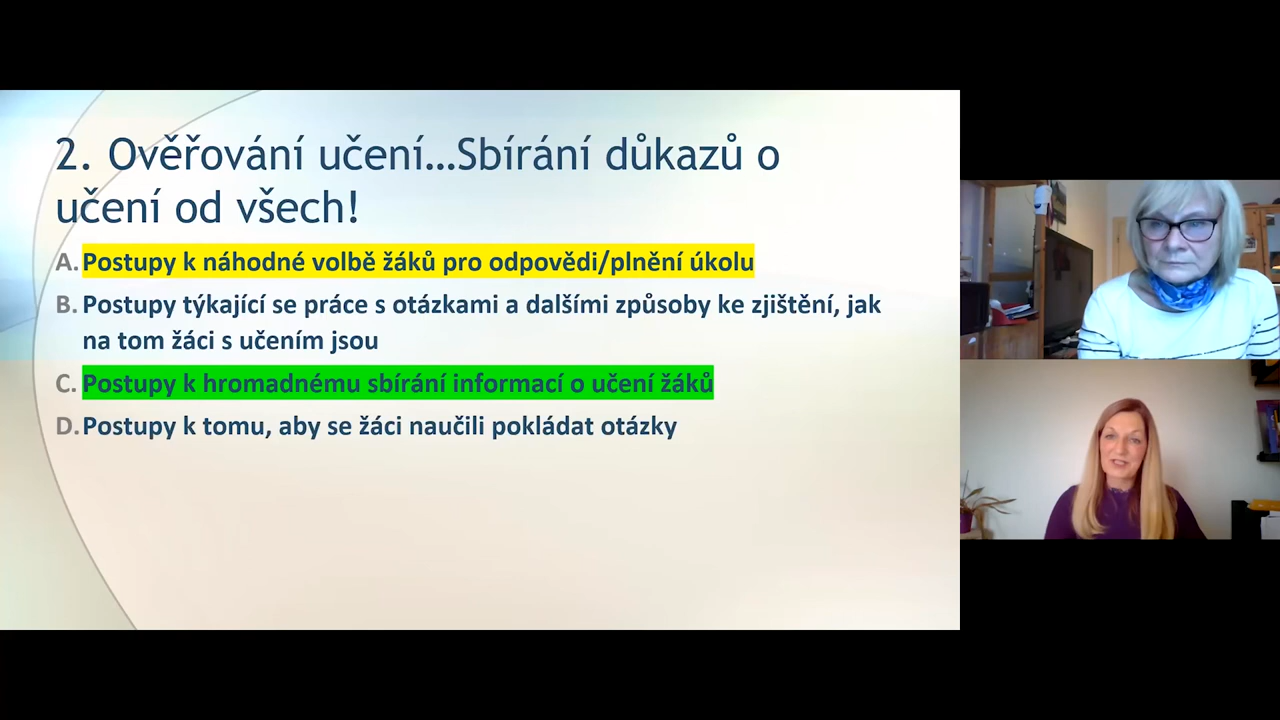 2. Ověřování učení…Sbírání důkazů o
učení od všech!
A. Postupy k náhodné volbě žáků pro odpovědi/plnění úkolu
B. Postupy týkající se práce s otázkami a dalšími způsoby ke zjištění, jak
na tom žáci s učením jsou
C. Postupy k hromadnému sbírání informací o učení žáků
D. Postupy k tomu, aby se žáci naučili pokládat otázky